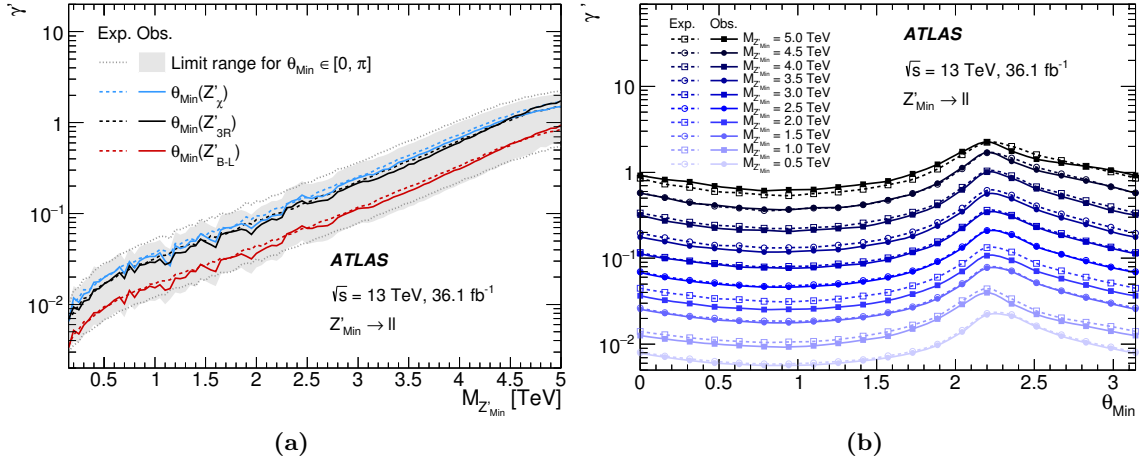 γ'
10
1
10⁻¹
10⁻²
Exp. Obs.
Limit range for θ_Min ∈ [0, π]
θ_Min(Z'_χ)
θ_Min(Z'_3R)
θ_Min(Z'_B-L)
ATLAS
√s = 13 TeV, 36.1 fb⁻¹
Z'_Min → ll
0.5 1 1.5 2 2.5 3 3.5 4 4.5 5
M_Z'_Min [TeV]
(a)
γ'
10
1
10⁻¹
10⁻²
Exp. Obs.
M_Z'_Min = 5.0 TeV
M_Z'_Min = 4.5 TeV
M_Z'_Min = 4.0 TeV
M_Z'_Min = 3.5 TeV
M_Z'_Min = 3.0 TeV
M_Z'_Min = 2.5 TeV
M_Z'_Min = 2.0 TeV
M_Z'_Min = 1.5 TeV
M_Z'_Min = 1.0 TeV
M_Z'_Min = 0.5 TeV
ATLAS
√s = 13 TeV, 36.1 fb⁻¹
Z'_Min → ll
0 0.5 1 1.5 2 2.5 3
θ_Min
(b)